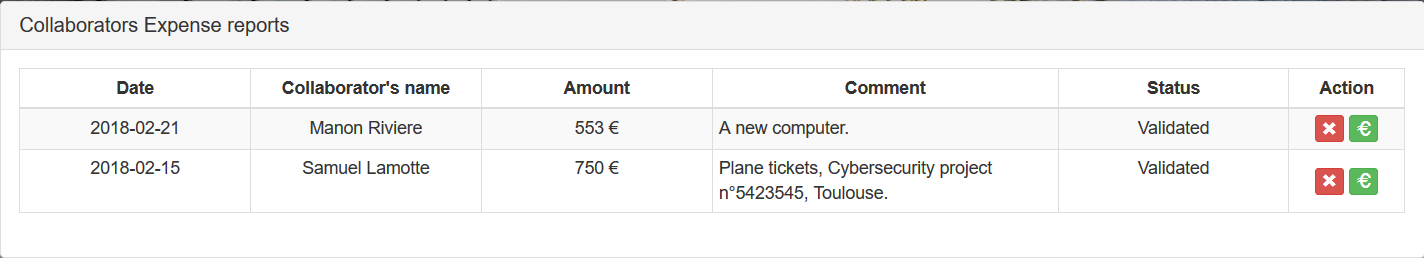 Collaborators Expense reports
Date Collaborator's name Amount Comment Status Action
2018-02-21 Manon Riviere 553 € A new computer. Validated ✖ €
2018-02-15 Samuel Lamotte 750 € Plane tickets, Cybersecurity project Validated ✖ €
n°5423545, Toulouse.